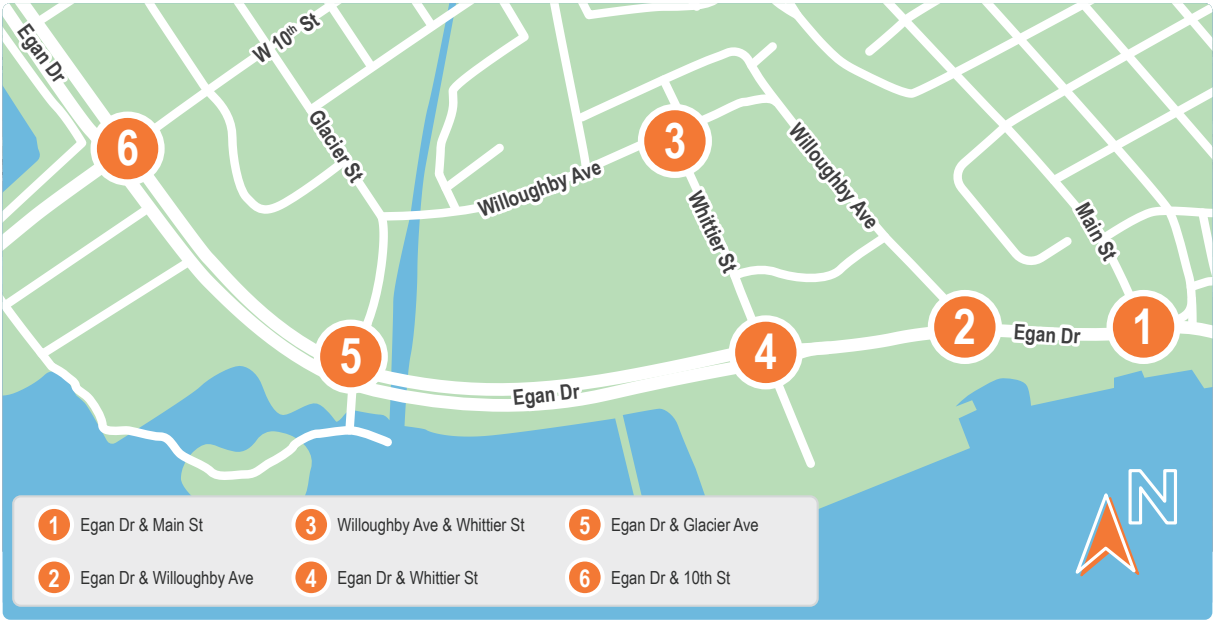 Egan Dr
W 10th St
6
Glacier St
3
Willoughby Ave
Willoughby Ave
Whittier St
Main St
5
4
2
Egan Dr
1
Egan Dr
N
1 Egan Dr & Main St
3 Willoughby Ave & Whittier St
5 Egan Dr & Glacier Ave
2 Egan Dr & Willoughby Ave
4 Egan Dr & Whittier St
6 Egan Dr & 10th St